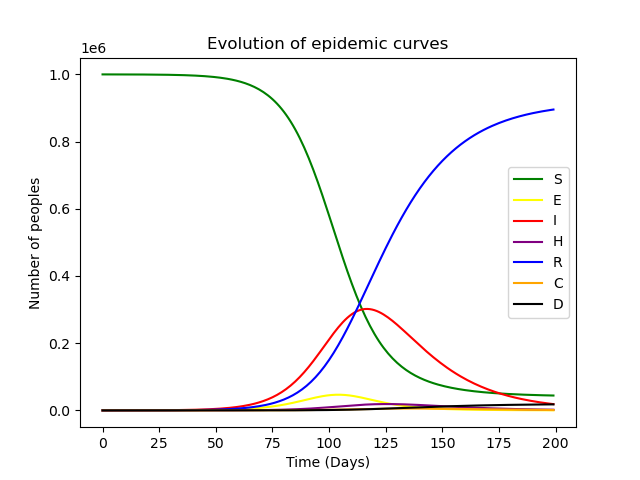 Evolution of epidemic curves
1e6
1.0
0.8
0.6
0.4
0.2
0.0
Number of peoples
S
E
I
H
R
C
D
0 25 50 75 100 125 150 175 200
Time (Days)